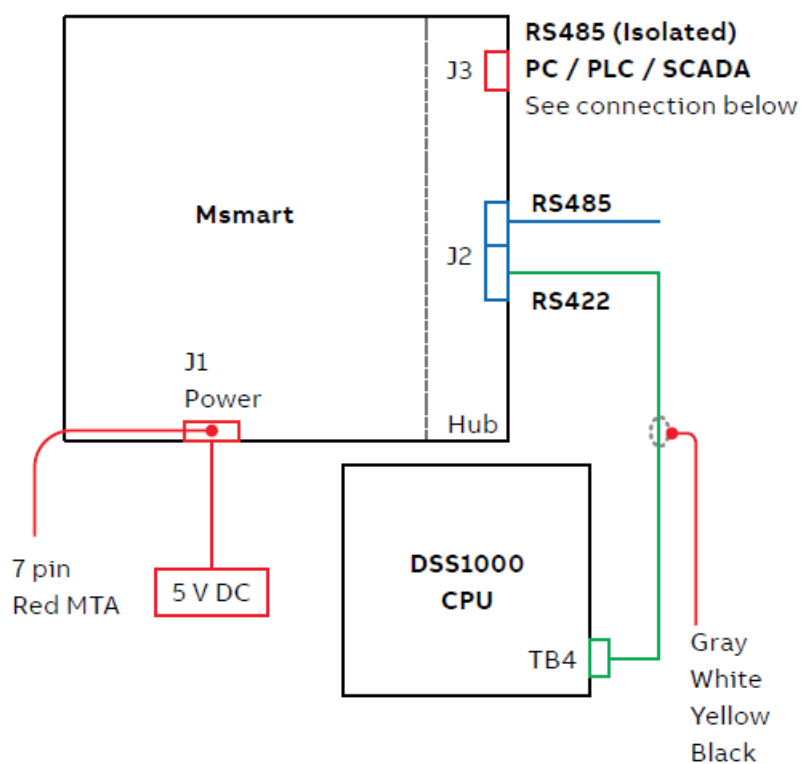 RS485 (Isolated)
J3
PC / PLC / SCADA
See connection below
Msmart
RS485
J2
RS422
J1
Power
Hub
7 pin
Red MTA
5 V DC
DSS1000
CPU
TB4
Gray
White
Yellow
Black